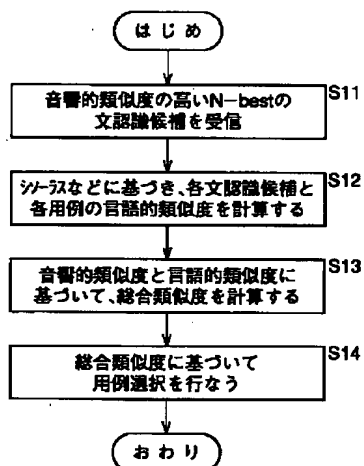 はじめ
S11
音響的類似度の高いN-bestの
文認識候補を受信
S12
シソーラスなどに基づき、各文認識候補と
各用例の言語的類似度を計算する
S13
音響的類似度と言語的類似度に
基づいて、総合類似度を計算する
S14
総合類似度に基づいて
用例選択を行なう
おわり